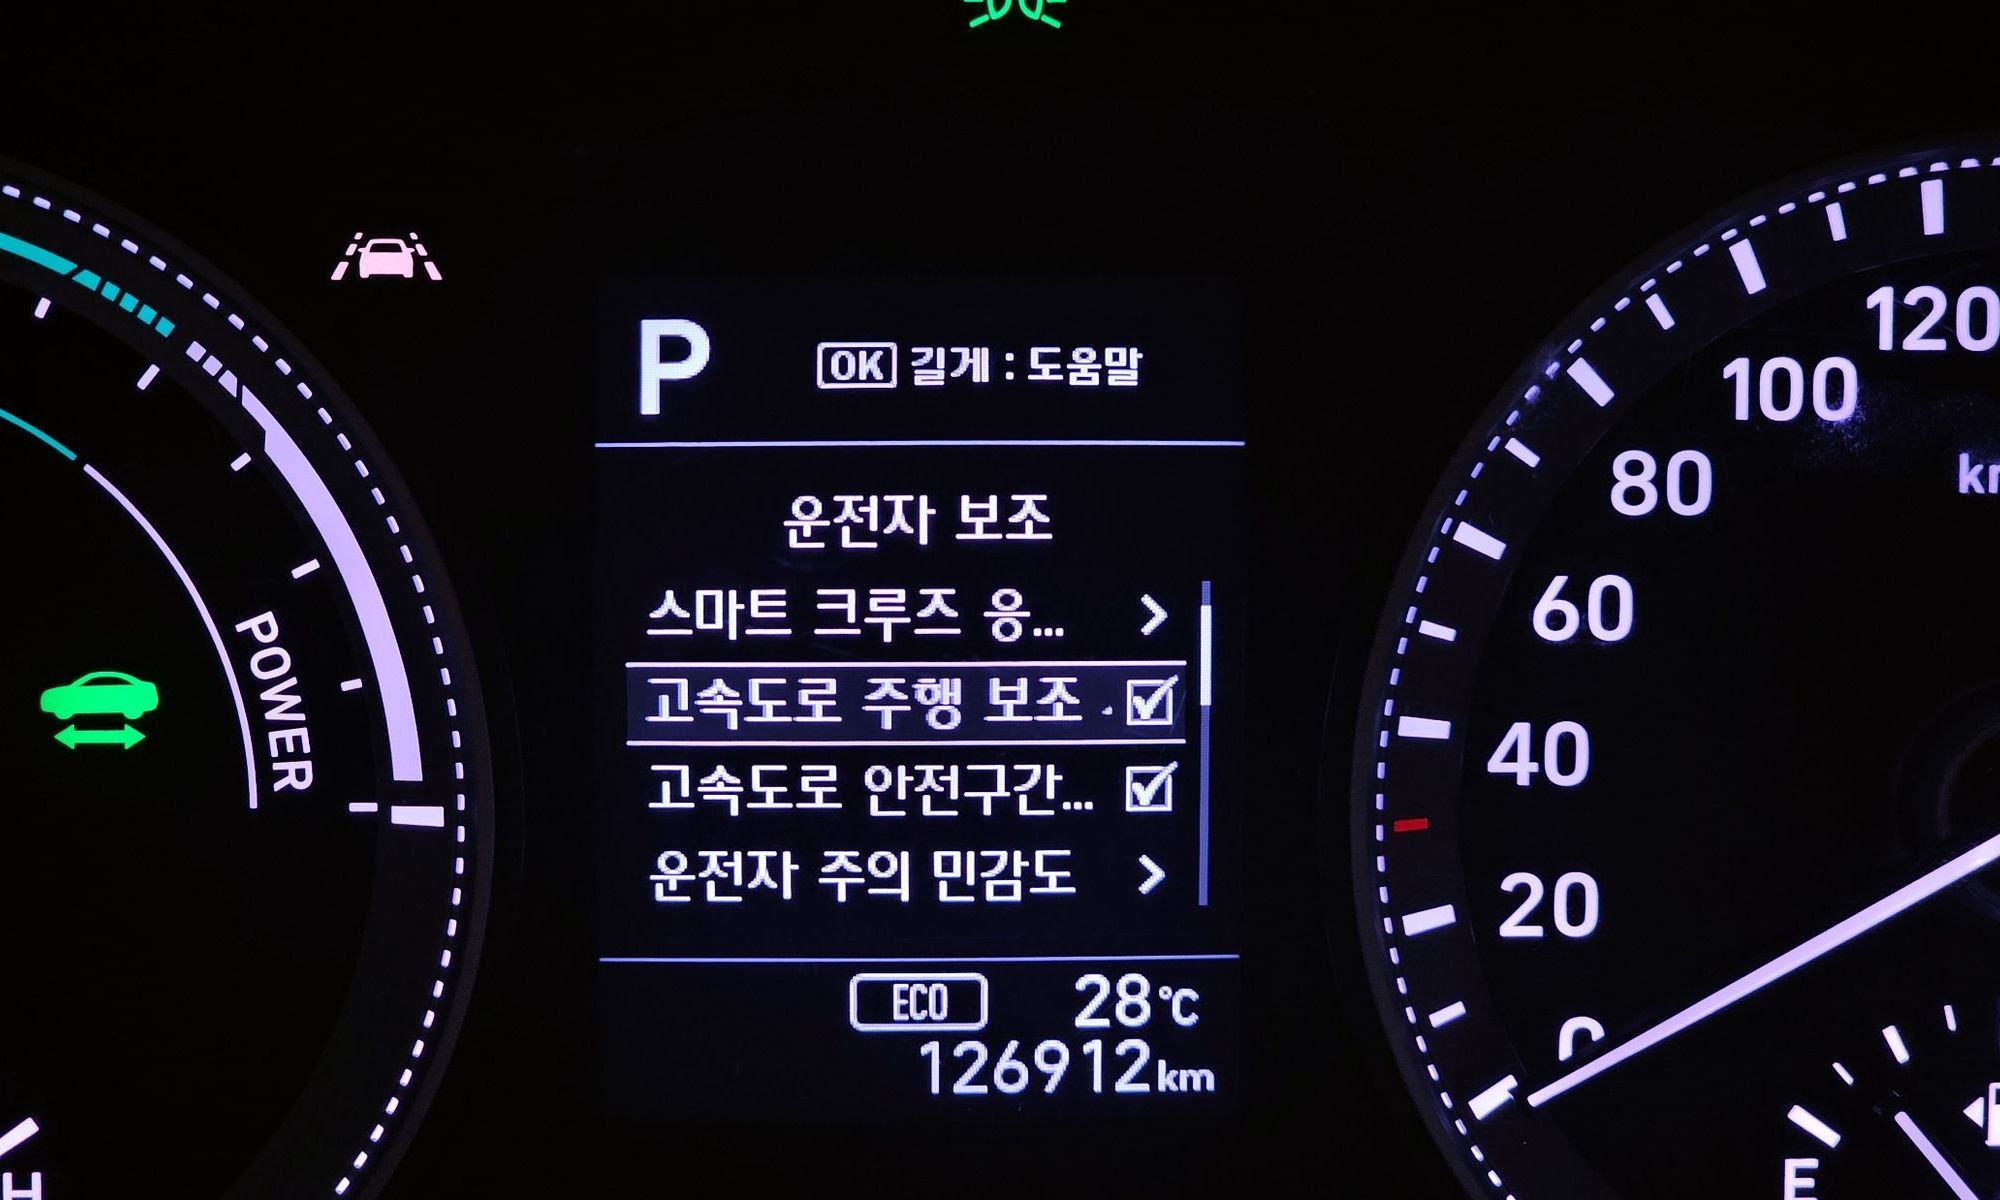 P
OK 길게 : 도움말
운전자 보조
스마트 크루즈 응...
고속도로 주행 보조 .
고속도로 안전구간...
운전자 주의 민감도
ECO 28°C
126912km
POWER
H
120
100
80
60
40
20
0
km
E